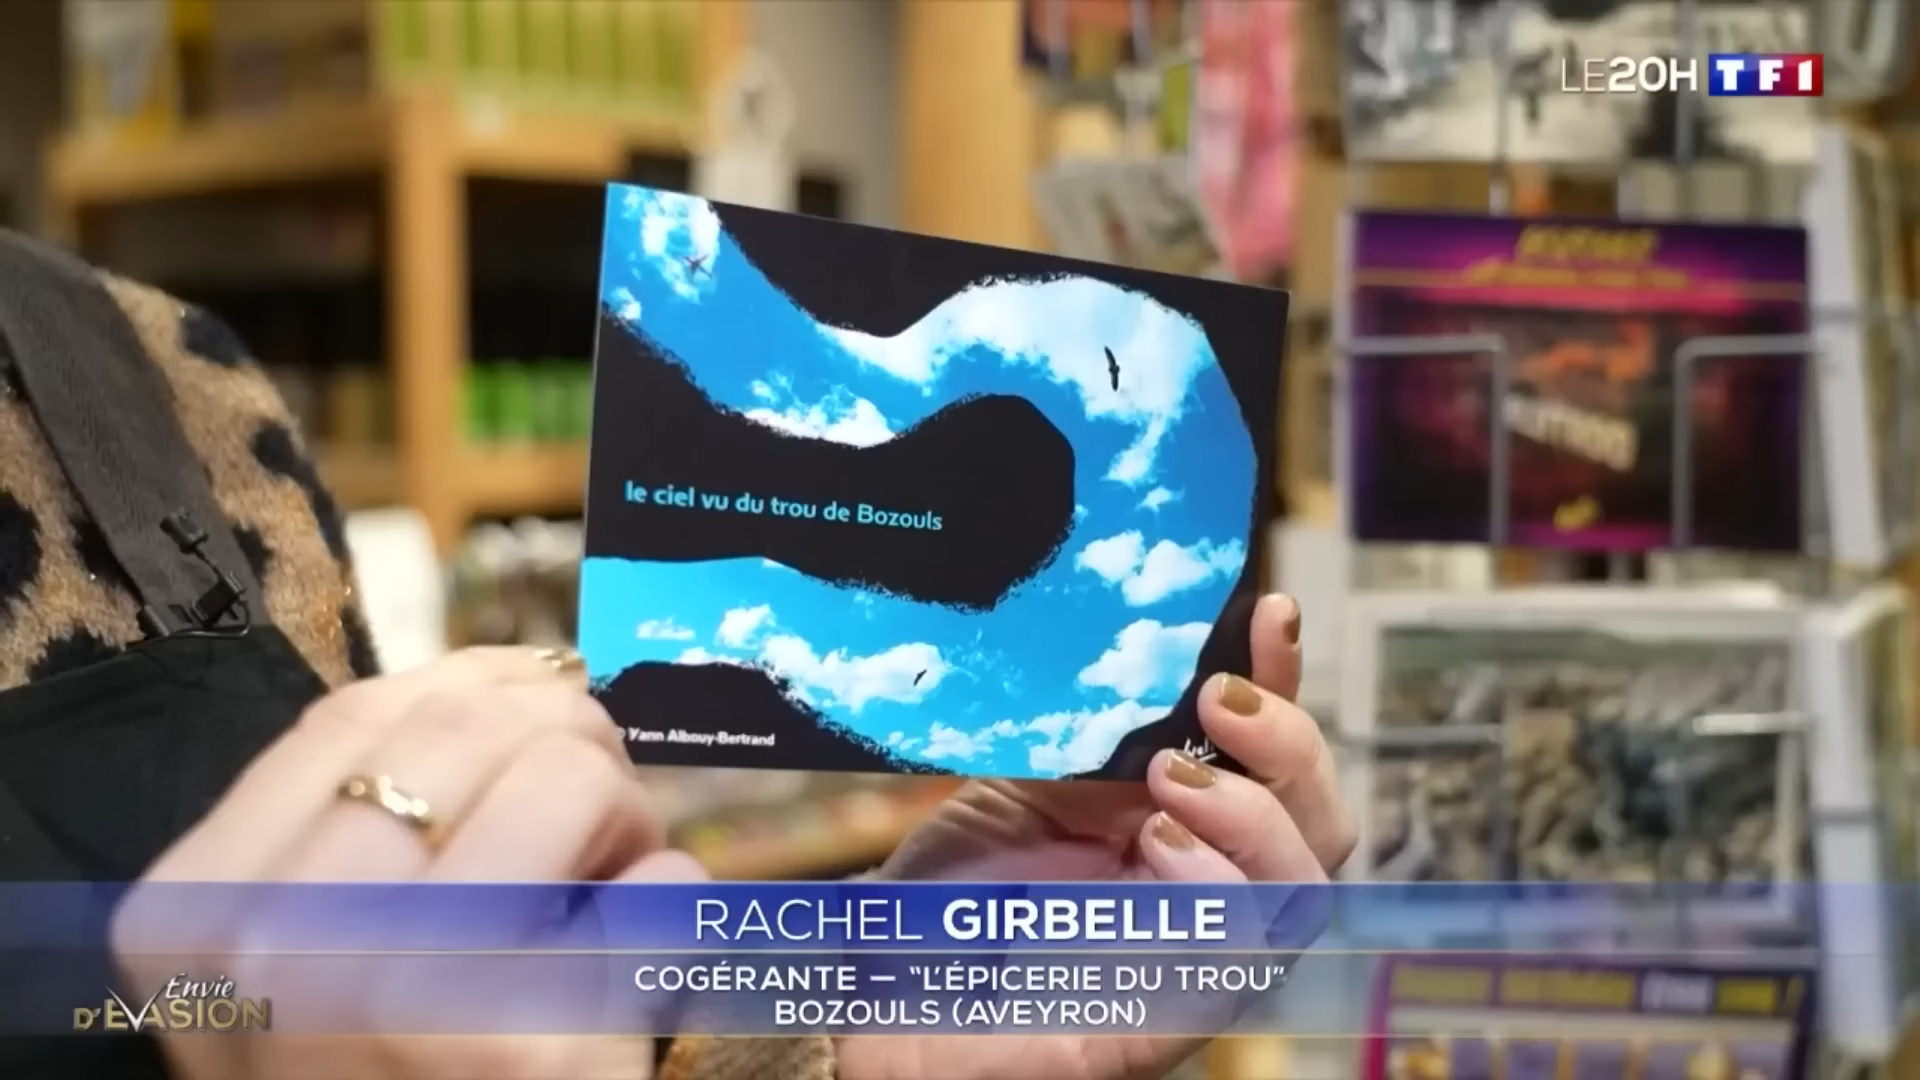 LE20H TF1
le ciel vu du trou de Bozouls
© Yann Albouy-Bertrand
RACHEL GIRBELLE
COGÉRANTE – "L'ÉPICERIE DU TROU"
BOZOULS (AVEYRON)
Envie
D'EVASION